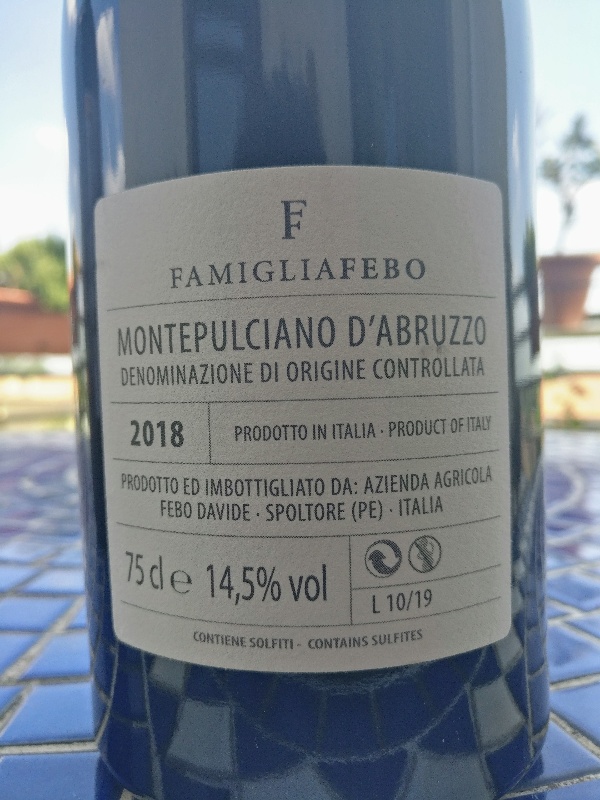 F
FAMIGLIAFEBO
MONTEPULCIANO D'ABRUZZO
DENOMINAZIONE DI ORIGINE CONTROLLATA
2018
PRODOTTO IN ITALIA · PRODUCT OF ITALY
PRODOTTO ED IMBOTTIGLIATO DA: AZIENDA AGRICOLA
FEBO DAVIDE · SPOLTORE (PE) · ITALIA
75 cl ℮ 14,5% vol
L 10/19
CONTIENE SOLFITI - CONTAINS SULFITES